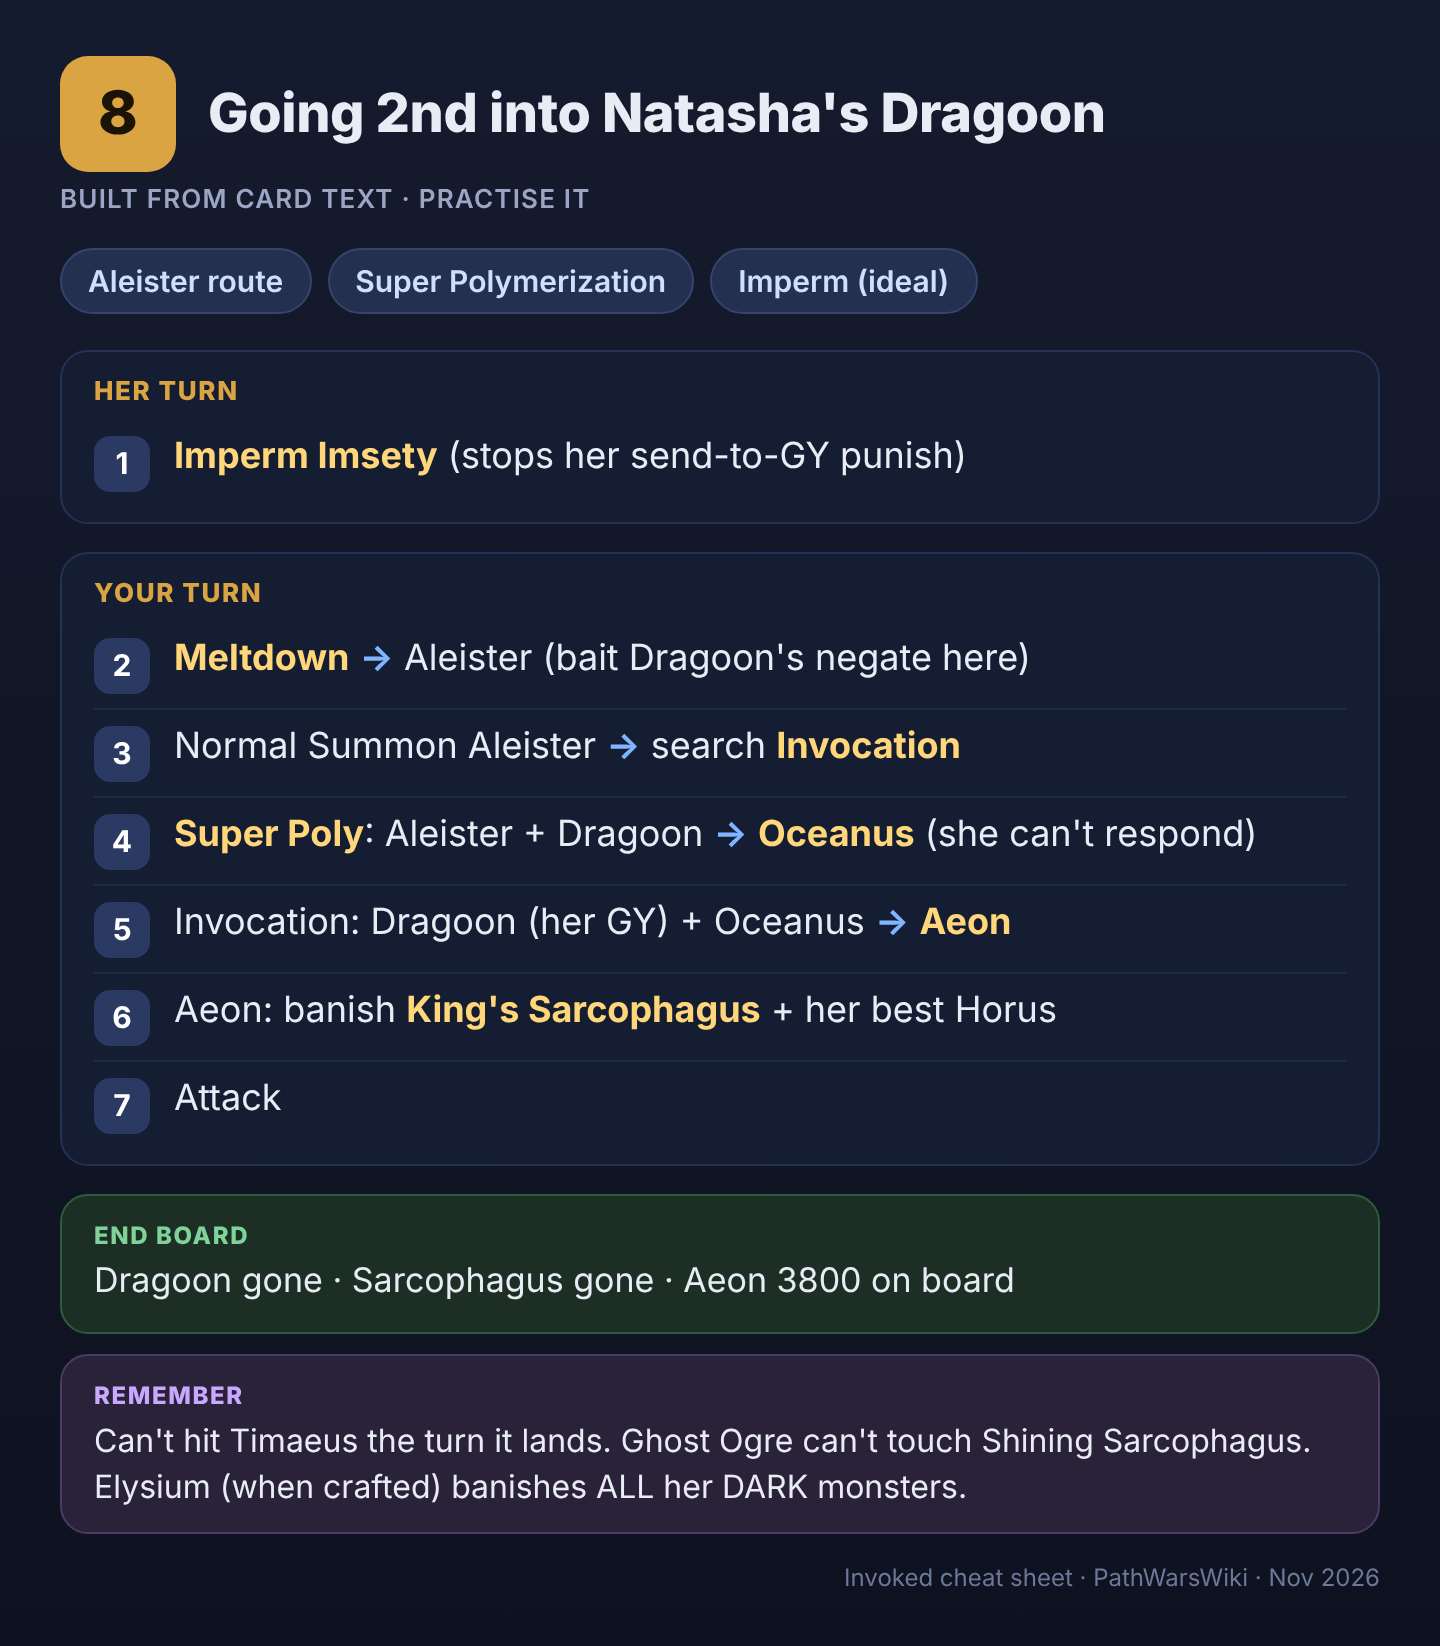 8
Going 2nd into Natasha's Dragoon
BUILT FROM CARD TEXT · PRACTISE IT
Aleister route
Super Polymerization
Imperm (ideal)
HER TURN
1 Imperm Imsety (stops her send-to-GY punish)
YOUR TURN
2 Meltdown → Aleister (bait Dragoon's negate here)
3 Normal Summon Aleister → search Invocation
4 Super Poly: Aleister + Dragoon → Oceanus (she can't respond)
5 Invocation: Dragoon (her GY) + Oceanus → Aeon
6 Aeon: banish King's Sarcophagus + her best Horus
7 Attack
END BOARD
Dragoon gone · Sarcophagus gone · Aeon 3800 on board
REMEMBER
Can't hit Timaeus the turn it lands. Ghost Ogre can't touch Shining Sarcophagus.
Elysium (when crafted) banishes ALL her DARK monsters.
Invoked cheat sheet · PathWarsWiki · Nov 2026